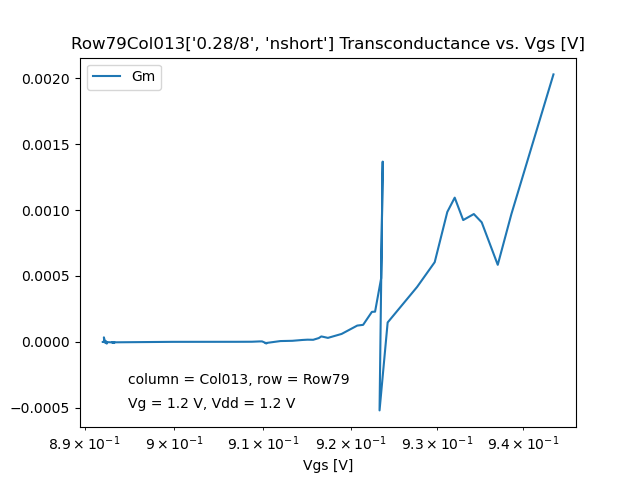 Row79Col013['0.28/8', 'nshort'] Transconductance vs. Vgs [V]
Gm
0.0020
0.0015
0.0010
0.0005
0.0000
−0.0005
column = Col013, row = Row79
Vg = 1.2 V, Vdd = 1.2 V
8.9 × 10⁻¹ 9 × 10⁻¹ 9.1 × 10⁻¹ 9.2 × 10⁻¹ 9.3 × 10⁻¹ 9.4 × 10⁻¹
Vgs [V]